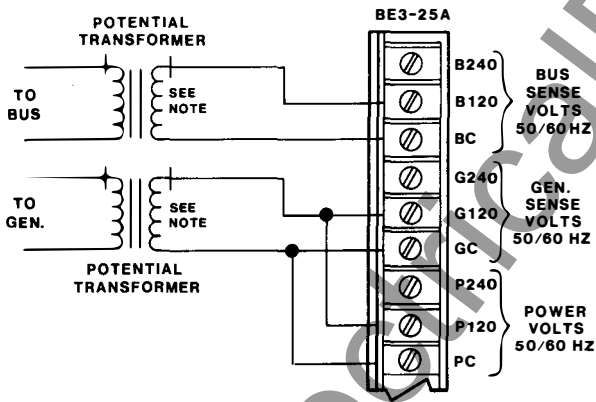 BE3-25A
POTENTIAL
TRANSFORMER
TO
BUS
SEE
NOTE
B240
B120
BC
BUS
SENSE
VOLTS
50/60 HZ
TO
GEN.
SEE
NOTE
G240
G120
GC
GEN.
SENSE
VOLTS
50/60 HZ
POTENTIAL
TRANSFORMER
P240
P120
PC
POWER
VOLTS
50/60 HZ